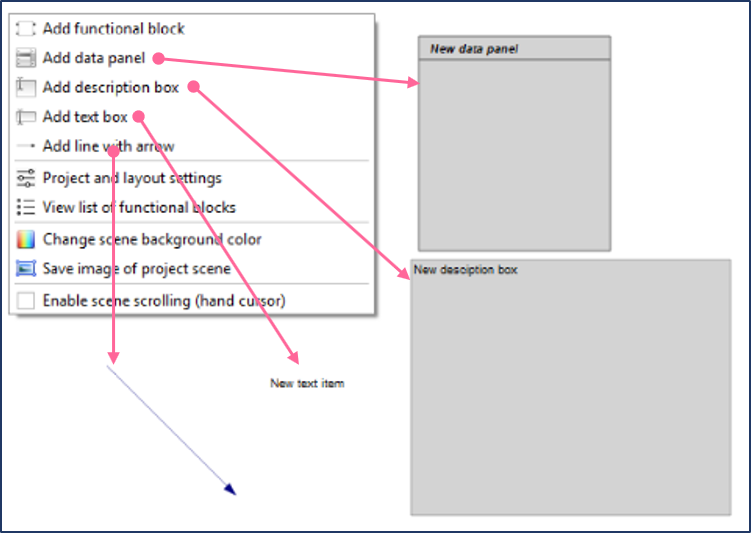 Add functional block
Add data panel
Add description box
Add text box
Add line with arrow
Project and layout settings
View list of functional blocks
Change scene background color
Save image of project scene
Enable scene scrolling (hand cursor)
New data panel
New desciption box
New text item